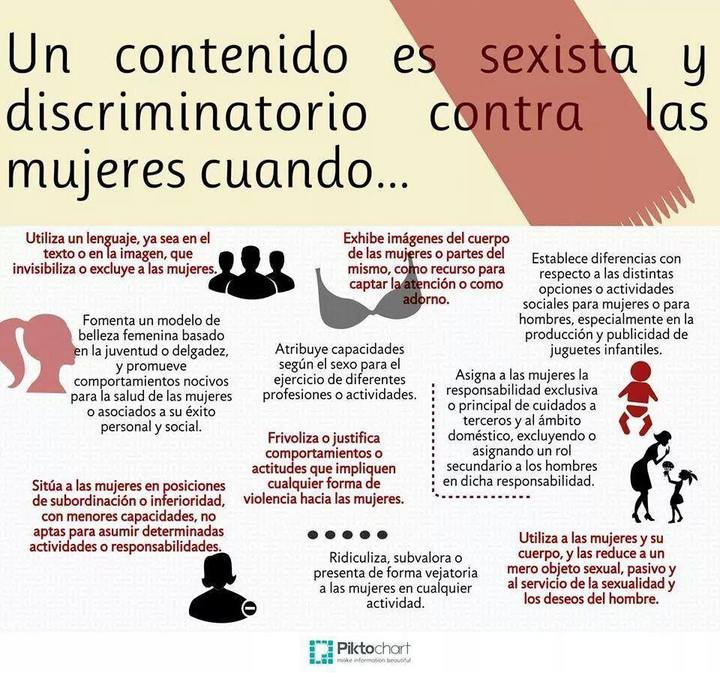 Un contenido es sexista y
discriminatorio contra las
mujeres cuando...
Utiliza un lenguaje, ya sea en el
texto o en la imagen, que
invisibiliza o excluye a las mujeres.
Exhibe imágenes del cuerpo
de las mujeres o partes del
mismo, como recurso para
captar la atención o como
adorno.
Establece diferencias con
respecto a las distintas
opciones o actividades
sociales para mujeres o para
hombres, especialmente en la
producción y publicidad de
juguetes infantiles.
Fomenta un modelo de
belleza femenina basado
en la juventud o delgadez,
y promueve
comportamientos nocivos
para la salud de las mujeres
o asociados a su éxito
personal y social.
Atribuye capacidades
según el sexo para el
ejercicio de diferentes
profesiones o actividades.
Asigna a las mujeres la
responsabilidad exclusiva
o principal de cuidados a
terceros y al ámbito
doméstico, excluyendo o
asignando un rol
secundario a los hombres
en dicha responsabilidad.
Frivoliza o justifica
comportamientos o
actitudes que impliquen
cualquier forma de
violencia hacia las mujeres.
Sitúa a las mujeres en posiciones
de subordinación o inferioridad,
con menores capacidades, no
aptas para asumir determinadas
actividades o responsabilidades.
Ridiculiza, subvalora o
presenta de forma vejatoria
a las mujeres en cualquier
actividad.
Utiliza a las mujeres y su
cuerpo, y las reduce a un
mero objeto sexual, pasivo y
al servicio de la sexualidad y
los deseos del hombre.
Piktochart
make information beautiful